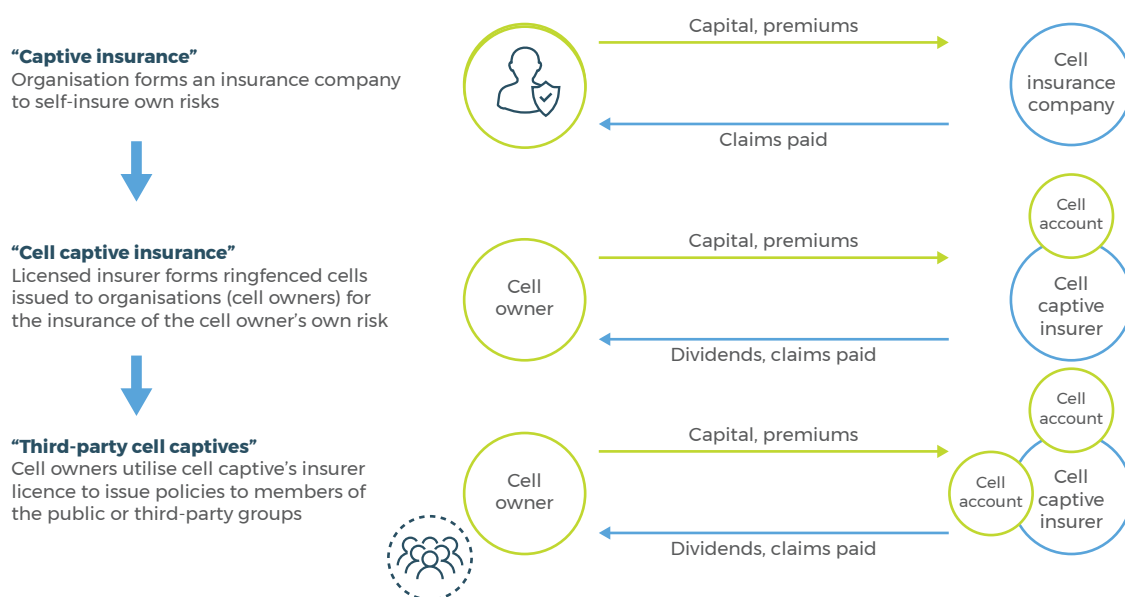 “Captive insurance”
Organisation forms an insurance company
to self-insure own risks
Capital, premiums
Claims paid
Cell
insurance
company
“Cell captive insurance”
Licensed insurer forms ringfenced cells
issued to organisations (cell owners) for
the insurance of the cell owner’s own risk
Cell
owner
Capital, premiums
Dividends, claims paid
Cell
account
Cell
captive
insurer
“Third-party cell captives”
Cell owners utilise cell captive’s insurer
licence to issue policies to members of
the public or third-party groups
Cell
owner
Capital, premiums
Dividends, claims paid
Cell
account
Cell
account
Cell
captive
insurer